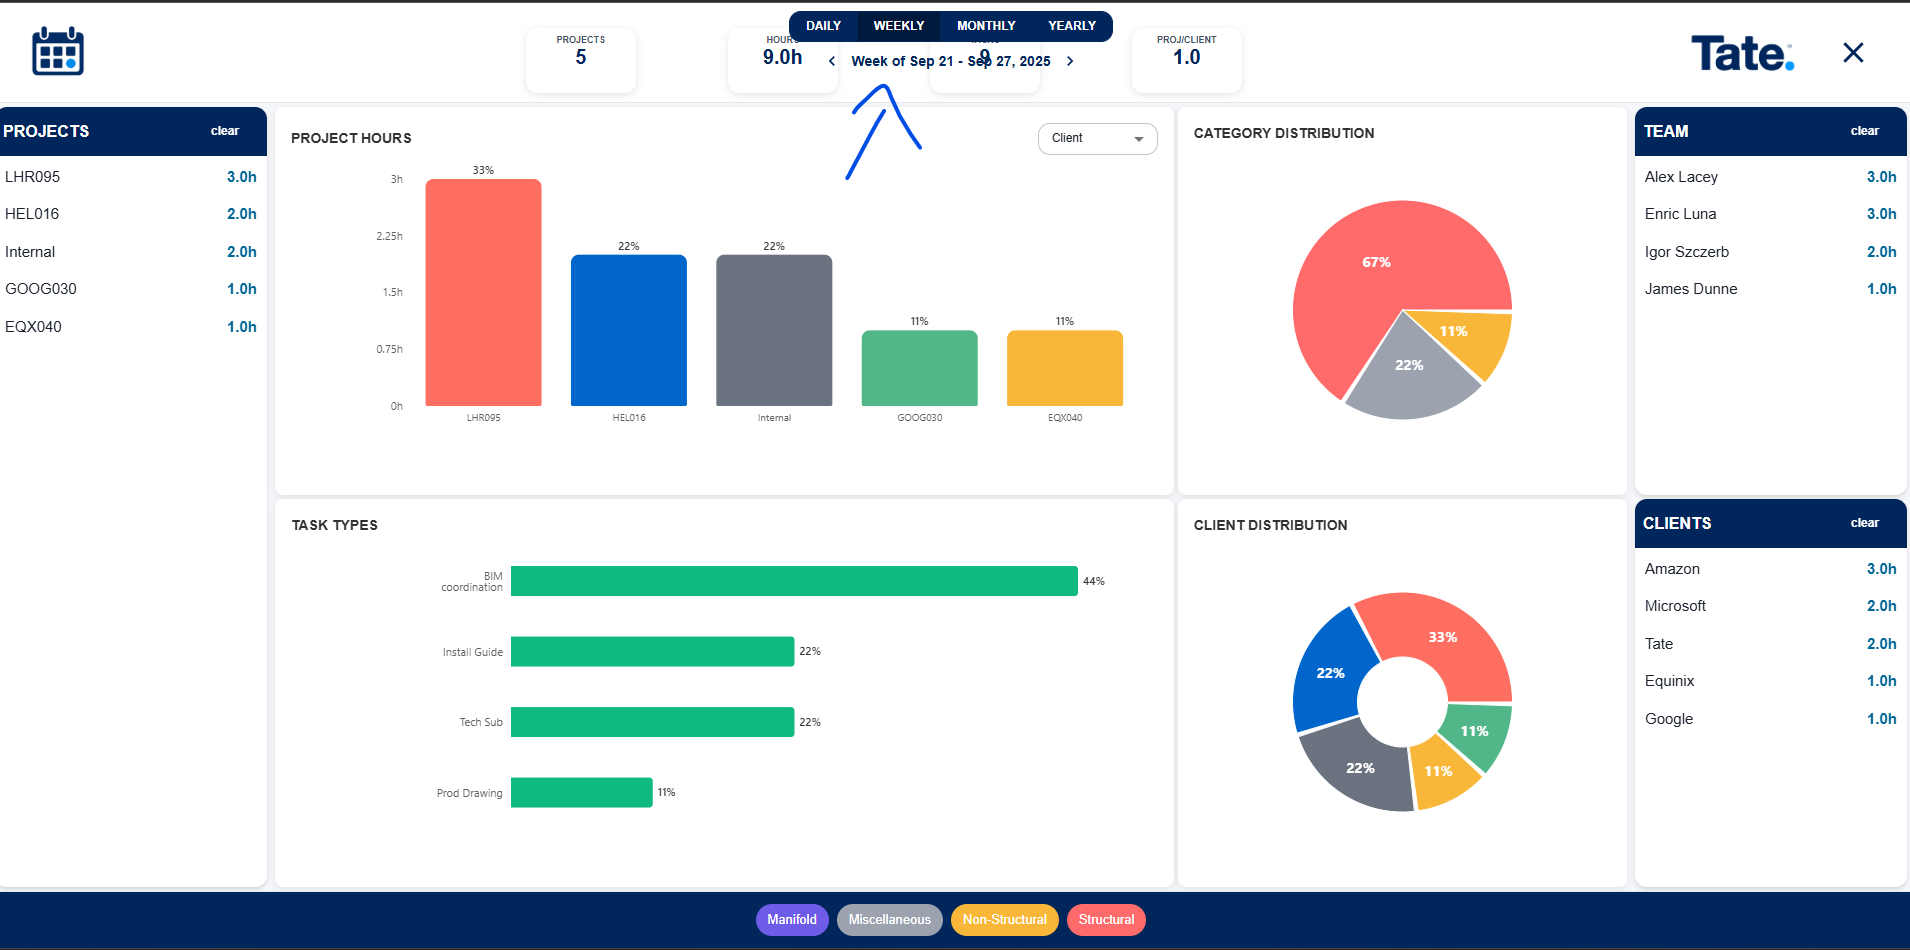 DAILY WEEKLY MONTHLY YEARLY
PROJECTS
5
HOURS
9.0h
9
PROJ/CLIENT
1.0
Week of Sep 21 - Sep 27, 2025
Tate.
PROJECTS clear
LHR095 3.0h
HEL016 2.0h
Internal 2.0h
GOOG030 1.0h
EQX040 1.0h
PROJECT HOURS
Client
3h
2.25h
1.5h
0.75h
0h
33%
22%
22%
11%
11%
LHR095 HEL016 Internal GOOG030 EQX040
CATEGORY DISTRIBUTION
67%
11%
22%
TEAM clear
Alex Lacey 3.0h
Enric Luna 3.0h
Igor Szczerb 2.0h
James Dunne 1.0h
TASK TYPES
BIM
coordination
44%
Install Guide 22%
Tech Sub 22%
Prod Drawing 11%
CLIENT DISTRIBUTION
33%
22%
11%
22%
11%
CLIENTS clear
Amazon 3.0h
Microsoft 2.0h
Tate 2.0h
Equinix 1.0h
Google 1.0h
Manifold Miscellaneous Non-Structural Structural